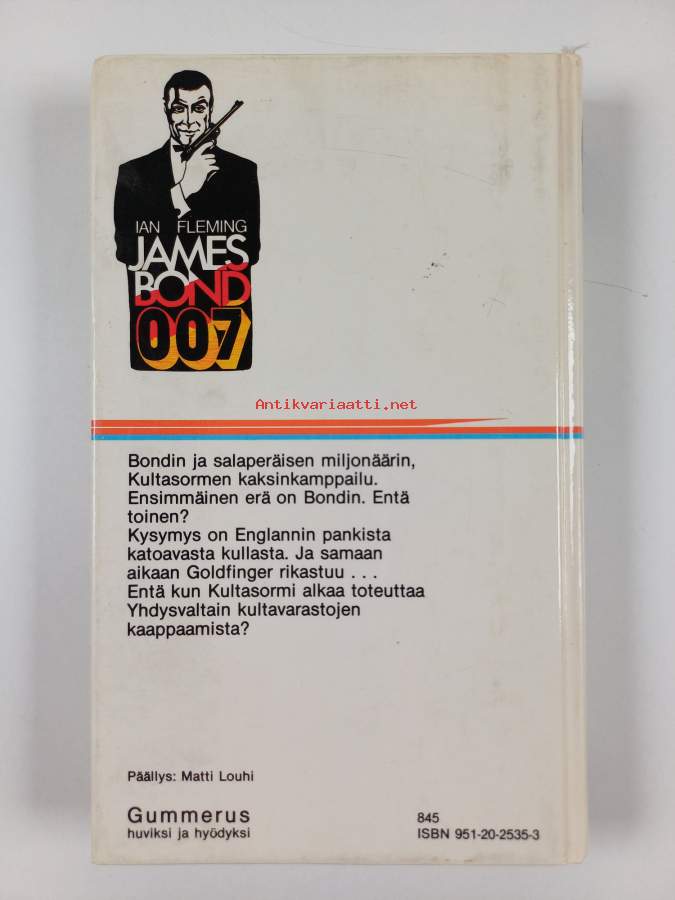 IAN FLEMING
JAMES
BOND
007
Antikvariaatti.net
Bondin ja salaperäisen miljonäärin,
Kultasormen kaksinkamppailu.
Ensimmäinen erä on Bondin. Entä
toinen?
Kysymys on Englannin pankista
katoavasta kullasta. Ja samaan
aikaan Goldfinger rikastuu . . .
Entä kun Kultasormi alkaa toteuttaa
Yhdysvaltain kultavarastojen
kaappaamista?
Päällys: Matti Louhi
Gummerus
huviksi ja hyödyksi
845
ISBN 951-20-2535-3